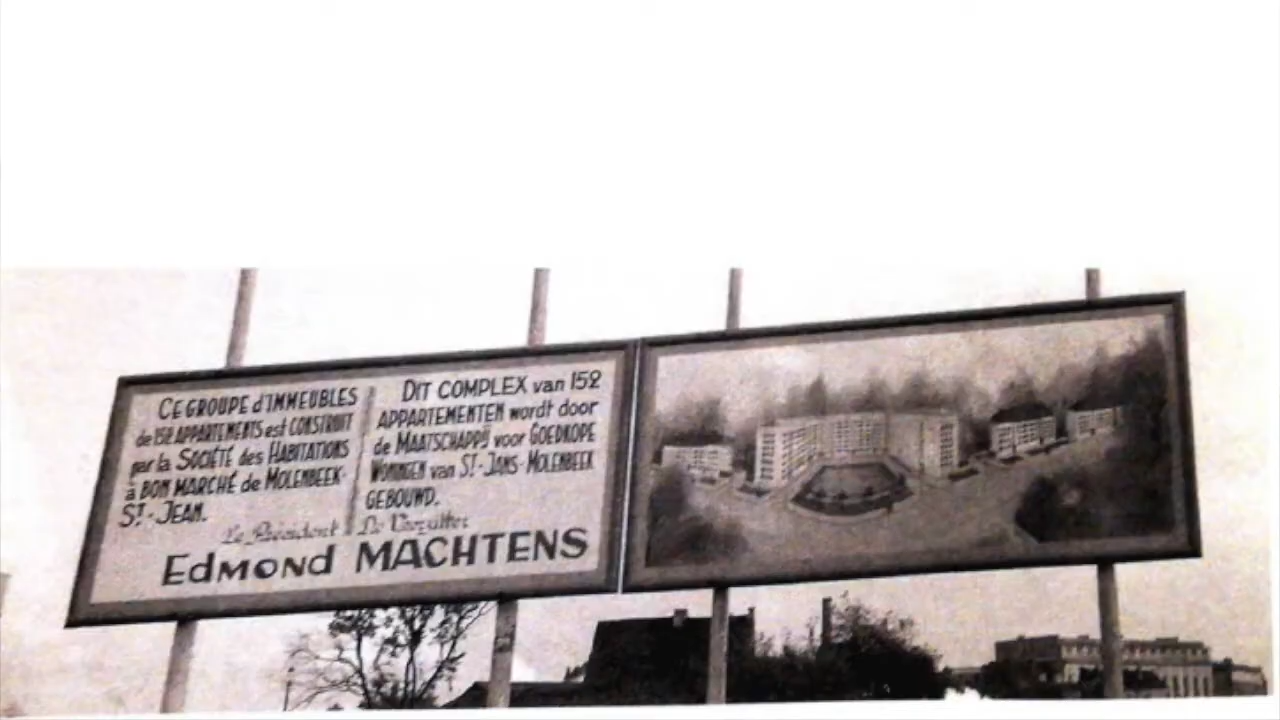 CE GROUPE d'IMMEUBLES
de 152 APPARTEMENTS est CONSTRUIT
par la SOCIÉTÉ des HABITATIONS
à BON MARCHÉ de MOLENBEEK-
ST-JEAN.
DIT COMPLEX van 152
APPARTEMENTEN wordt door
de MAATSCHAPPIJ voor GOEDKOPE
WONINGEN van ST-JANS-MOLENBEEK
GEBOUWD.
Le Président De Voorzitter
Edmond MACHTENS